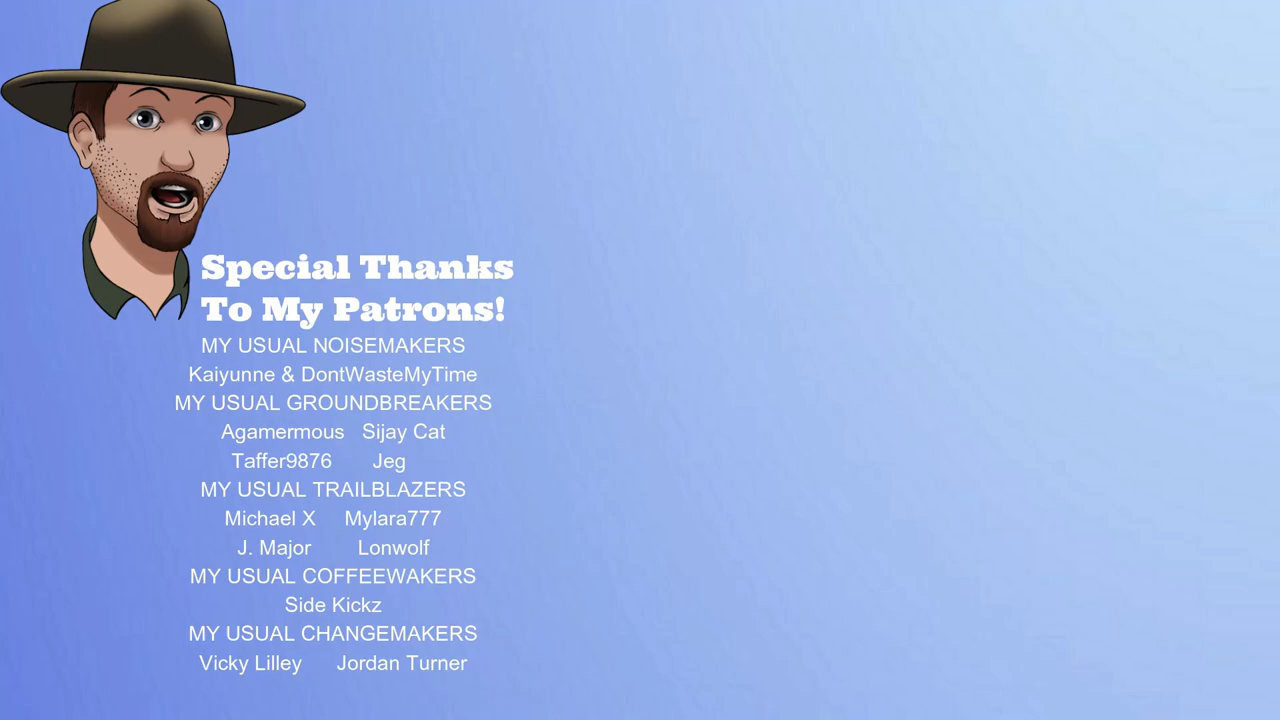 Special Thanks
To My Patrons!
MY USUAL NOISEMAKERS
Kaiyunne & DontWasteMyTime
MY USUAL GROUNDBREAKERS
Agamermous Sijay Cat
Taffer9876 Jeg
MY USUAL TRAILBLAZERS
Michael X Mylara777
J. Major Lonwolf
MY USUAL COFFEEWAKERS
Side Kickz
MY USUAL CHANGEMAKERS
Vicky Lilley Jordan Turner